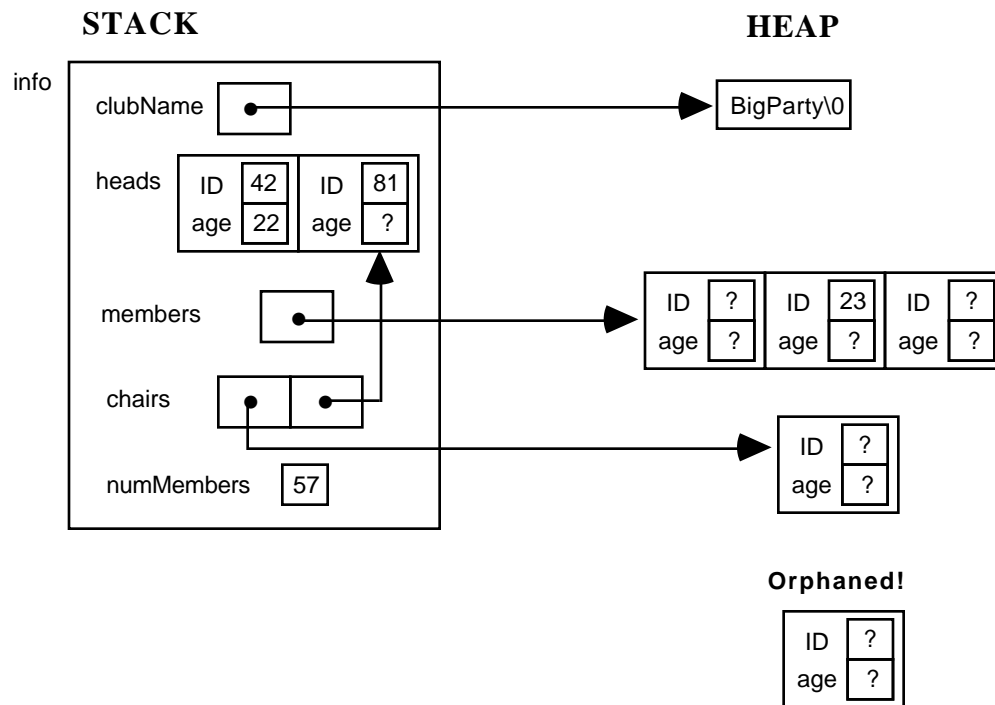 STACK
HEAP
info
clubName
BigParty\0
heads
ID 42 ID 81
age 22 age ?
members
ID ? ID 23 ID ?
age ? age ? age ?
chairs
ID ?
age ?
numMembers 57
Orphaned!
ID ?
age ?